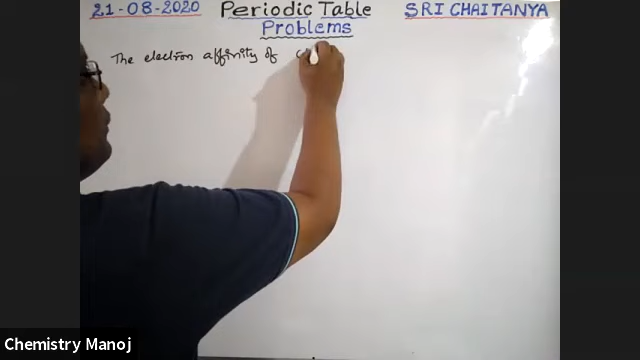 21-08-2020 Periodic Table SRI CHAITANYA
Problems
The electron affinity of
Chemistry Manoj